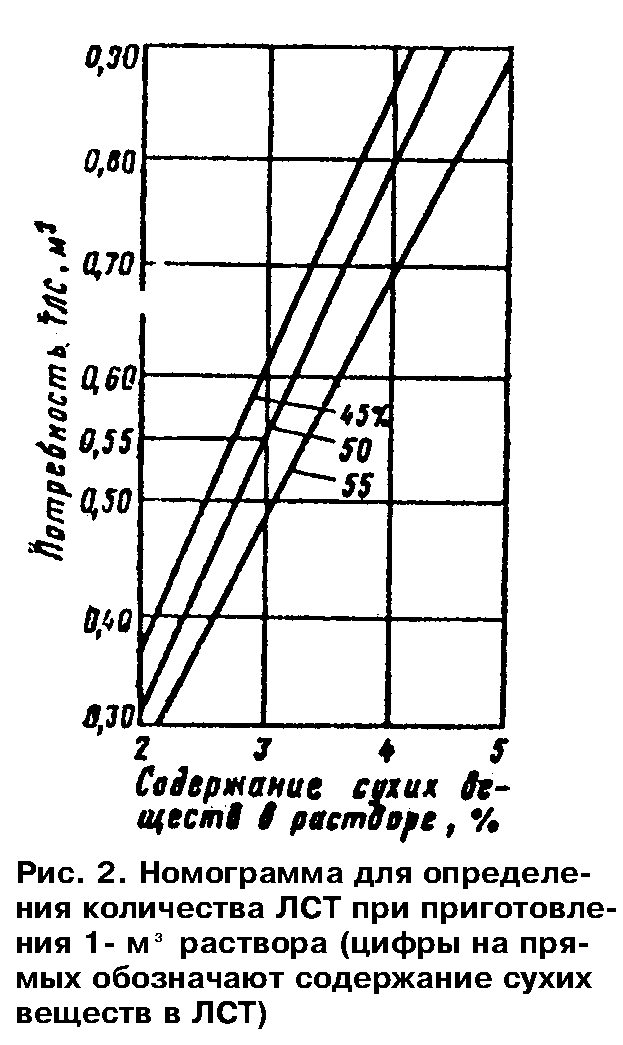 0,90
0,80
0,70
0,60
0,55
0,50
0,40
0,30
Потребность ТЛС, м³
45%
50
55
2 3 4 5
Содержание сухих ве-
ществ в растворе, %
Рис. 2. Номограмма для определе-
ния количества ЛСТ при приготовле-
ния 1- м³ раствора (цифры на пря-
мых обозначают содержание сухих
веществ в ЛСТ)